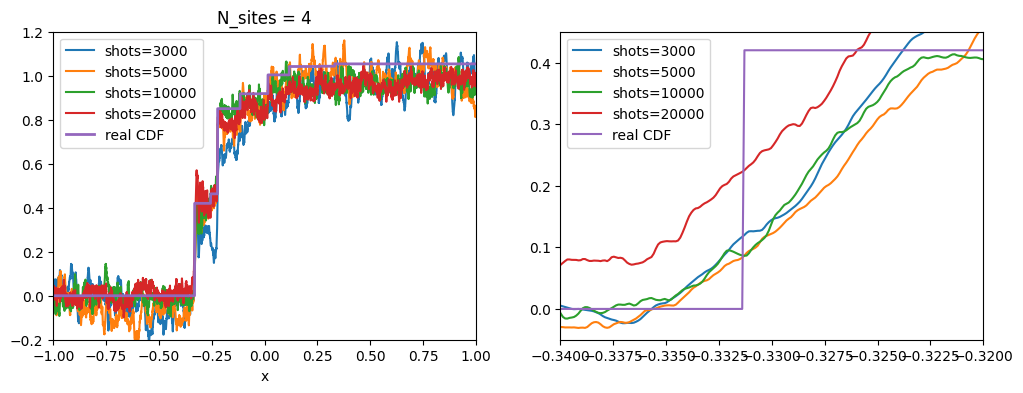 N_sites = 4
1.2
1.0
0.8
0.6
0.4
0.2
0.0
−0.2
shots=3000
shots=5000
shots=10000
shots=20000
real CDF
−1.00 −0.75 −0.50 −0.25 0.00 0.25 0.50 0.75 1.00
x
0.4
0.3
0.2
0.1
0.0
shots=3000
shots=5000
shots=10000
shots=20000
real CDF
−0.3400 −0.3375 −0.3350 −0.3325 −0.3300 −0.3275 −0.3250 −0.3225 −0.3200